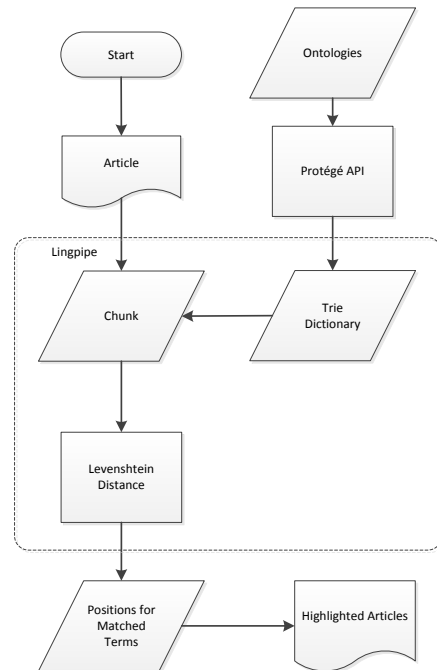 Start
Ontologies
Article
Protégé API
Lingpipe
Chunk
Trie
Dictionary
Levenshtein
Distance
Positions for
Matched
Terms
Highlighted Articles